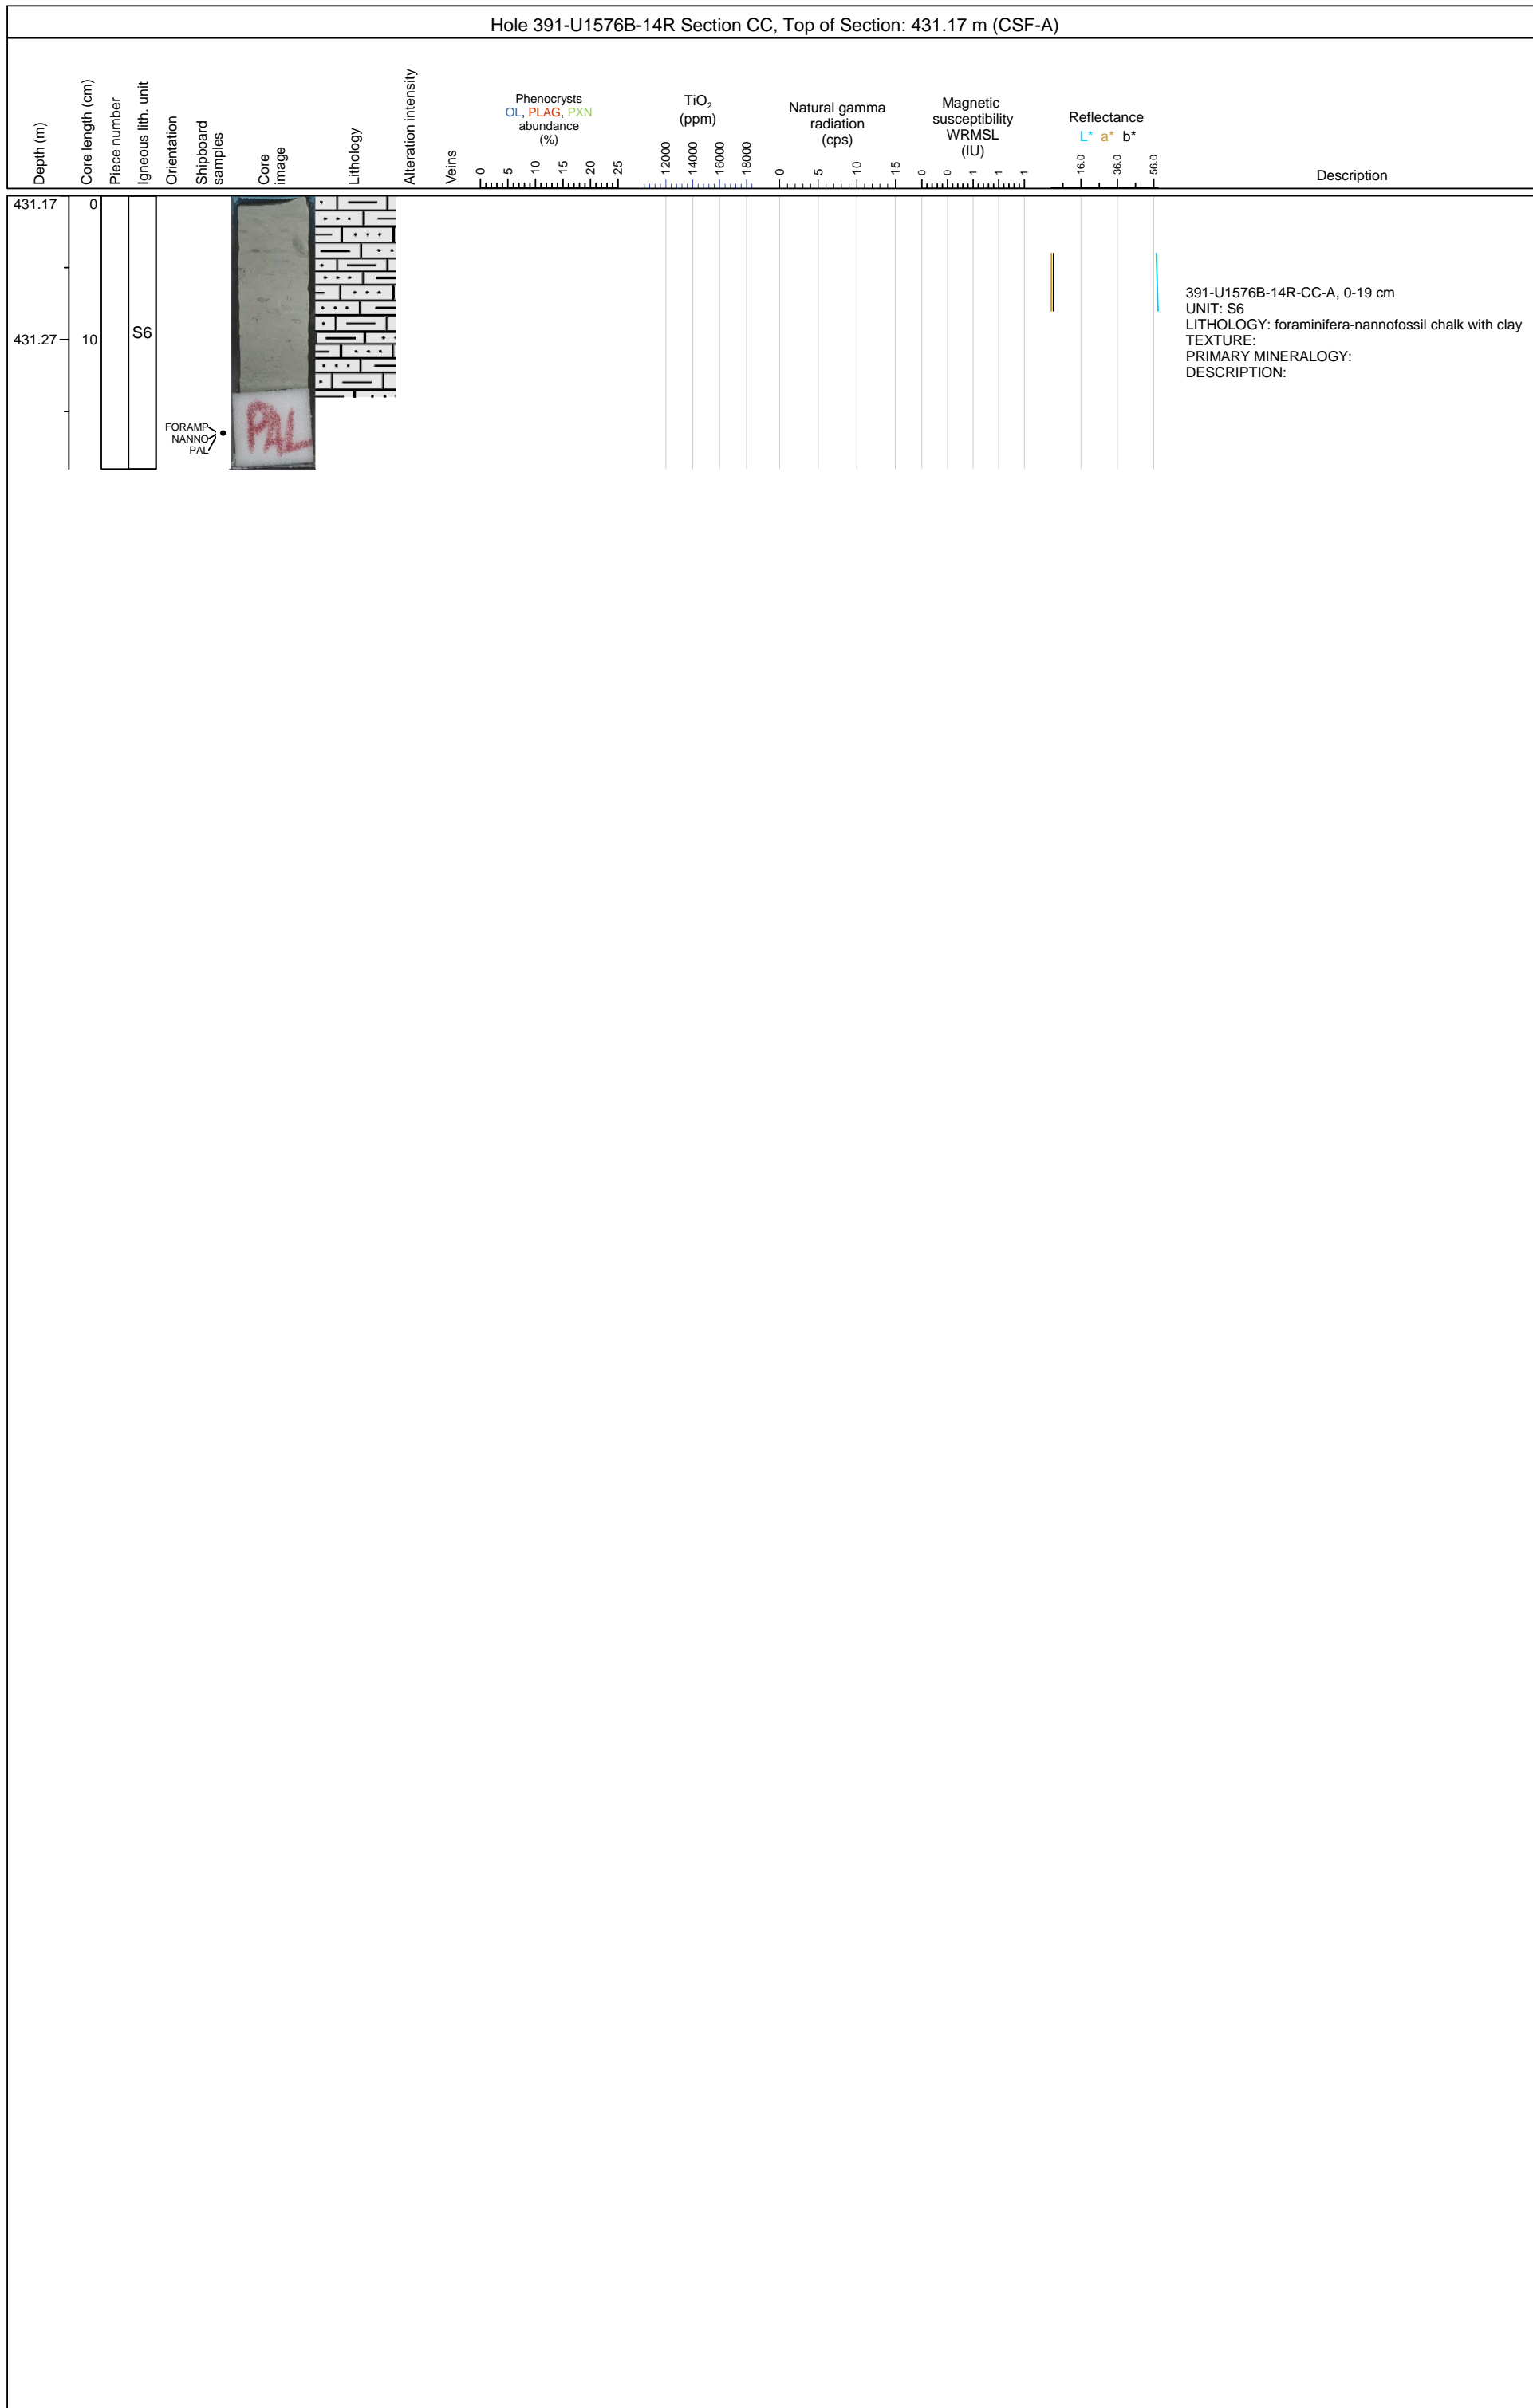 Hole 391-U1576B-14R Section CC, Top of Section: 431.17 m (CSF-A)
Depth (m)
Core length (cm)
Piece number
Igneous lith. unit
Orientation
Shipboard
samples
Core
image
Lithology
Alteration intensity
Veins
Phenocrysts
OL, PLAG, PXN
abundance
(%)
0 5 10 15 20 25
TiO₂
(ppm)
12000 14000 16000 18000
Natural gamma
radiation
(cps)
0 5 10 15
Magnetic
susceptibility
WRMSL
(IU)
0 0 1 1 1
Reflectance
L* a* b*
16.0 36.0 56.0
Description
431.17 0
431.27 10
S6
FORAMP
NANNO
PAL
PAL
391-U1576B-14R-CC-A, 0-19 cm
UNIT: S6
LITHOLOGY: foraminifera-nannofossil chalk with clay
TEXTURE:
PRIMARY MINERALOGY:
DESCRIPTION: